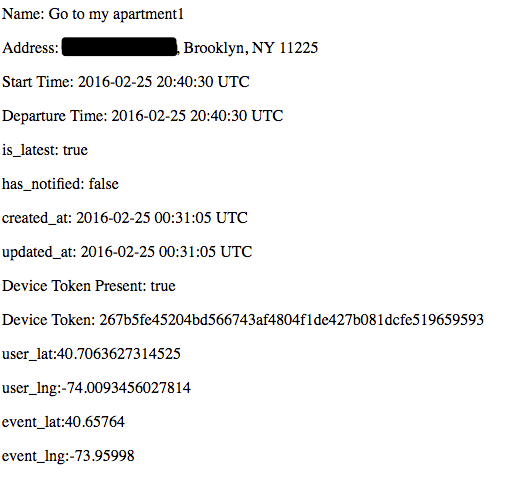 Name: Go to my apartment1
Address: , Brooklyn, NY 11225
Start Time: 2016-02-25 20:40:30 UTC
Departure Time: 2016-02-25 20:40:30 UTC
is_latest: true
has_notified: false
created_at: 2016-02-25 00:31:05 UTC
updated_at: 2016-02-25 00:31:05 UTC
Device Token Present: true
Device Token: 267b5fe45204bd566743af4804f1de427b081dcfe519659593
user_lat:40.7063627314525
user_lng:-74.0093456027814
event_lat:40.65764
event_lng:-73.95998